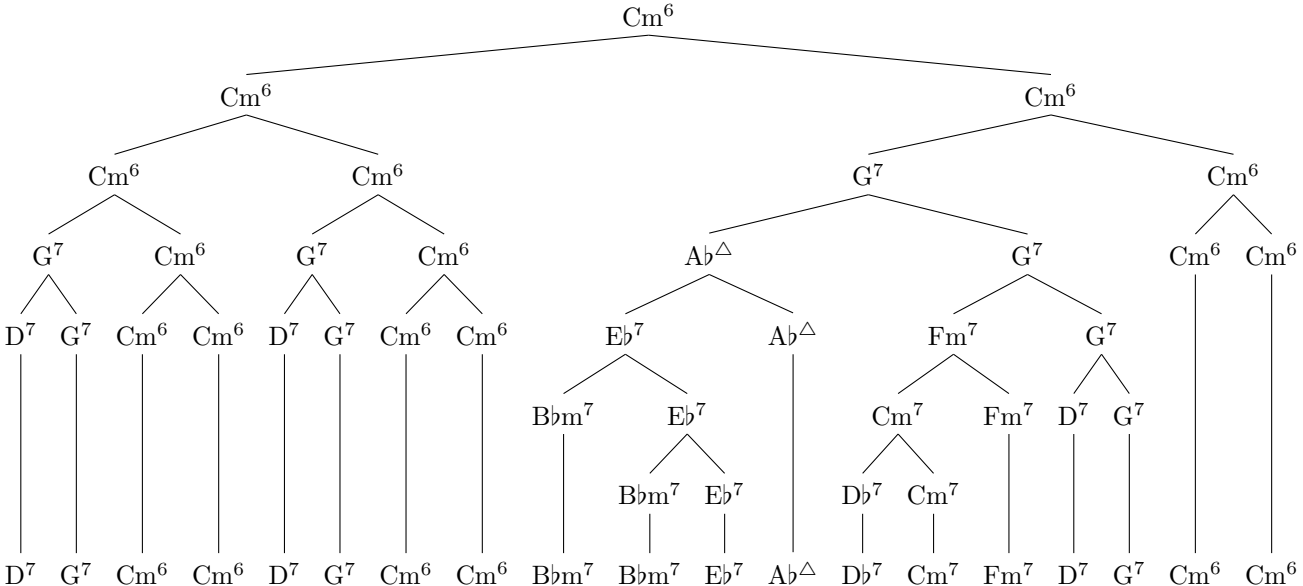 Cm⁶
Cm⁶ Cm⁶
Cm⁶ Cm⁶ G⁷ Cm⁶
G⁷ Cm⁶ G⁷ Cm⁶ A♭△ G⁷ Cm⁶ Cm⁶
D⁷ G⁷ Cm⁶ Cm⁶ D⁷ G⁷ Cm⁶ Cm⁶ E♭⁷ A♭△ Fm⁷ G⁷
B♭m⁷ E♭⁷ Cm⁷ Fm⁷ D⁷ G⁷
B♭m⁷ E♭⁷ D♭⁷ Cm⁷
D⁷ G⁷ Cm⁶ Cm⁶ D⁷ G⁷ Cm⁶ Cm⁶ B♭m⁷ B♭m⁷ E♭⁷ A♭△ D♭⁷ Cm⁷ Fm⁷ D⁷ G⁷ Cm⁶ Cm⁶